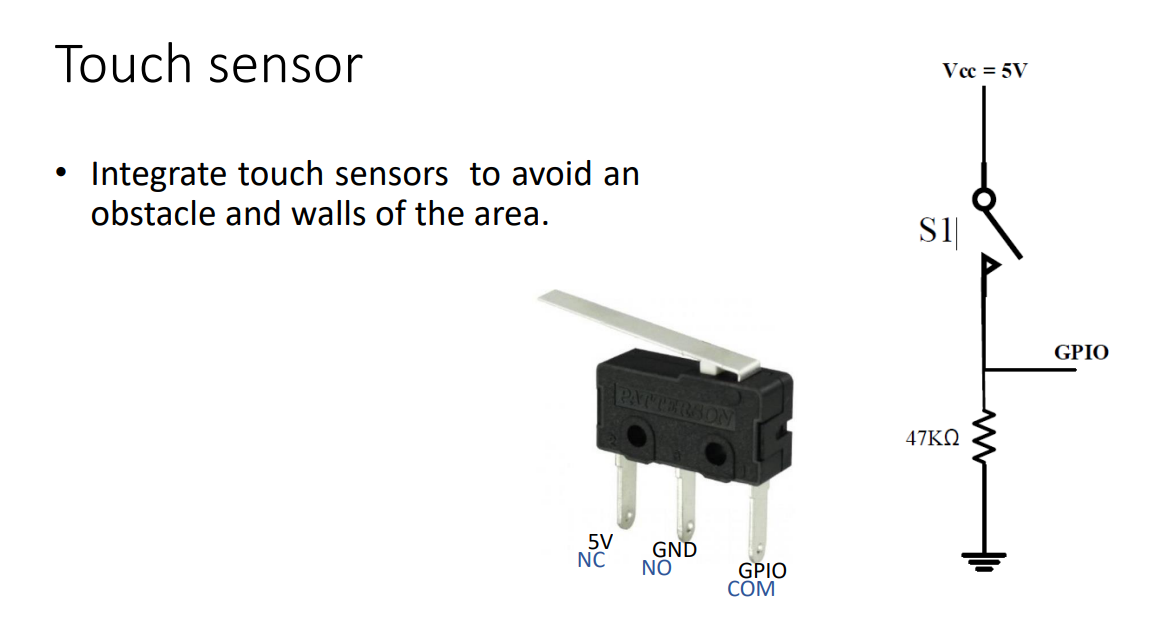 Touch sensor
• Integrate touch sensors to avoid an
obstacle and walls of the area.
Vcc = 5V
S1
GPIO
47KΩ
PATTERSON
5V
NC
GND
NO
GPIO
COM